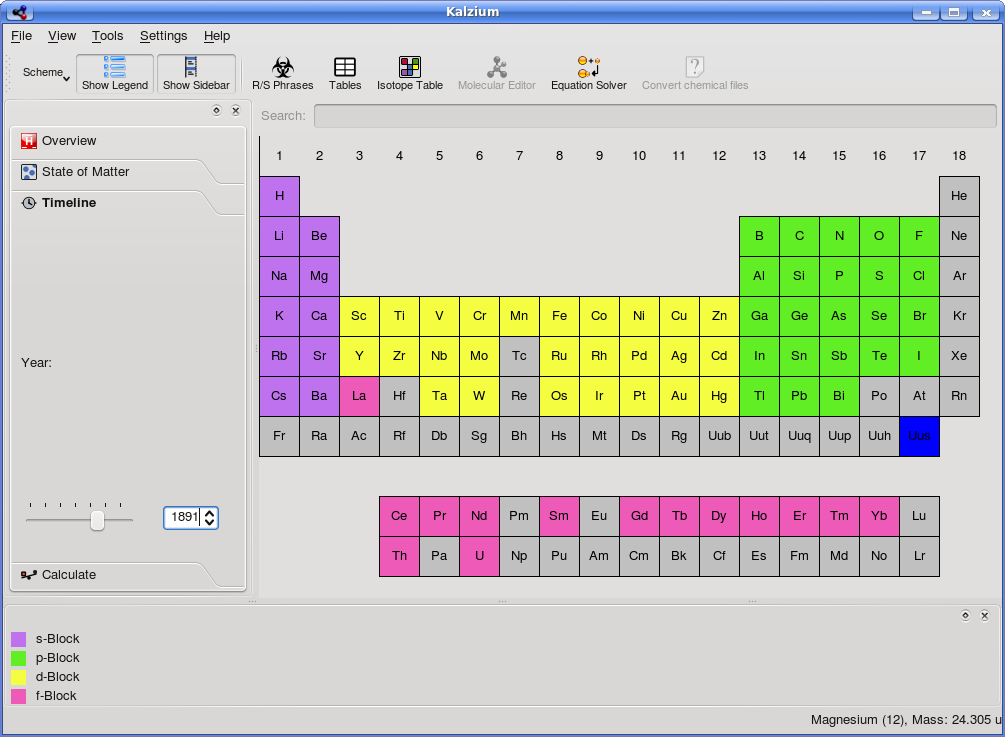 Kalzium
File View Tools Settings Help
Scheme Show Legend Show Sidebar R/S Phrases Tables Isotope Table Molecular Editor Equation Solver Convert chemical files
Search:
Overview
State of Matter
Timeline
Year:
1891
Calculate
1 2 3 4 5 6 7 8 9 10 11 12 13 14 15 16 17 18
H He
Li Be B C N O F Ne
Na Mg Al Si P S Cl Ar
K Ca Sc Ti V Cr Mn Fe Co Ni Cu Zn Ga Ge As Se Br Kr
Rb Sr Y Zr Nb Mo Tc Ru Rh Pd Ag Cd In Sn Sb Te I Xe
Cs Ba La Hf Ta W Re Os Ir Pt Au Hg Tl Pb Bi Po At Rn
Fr Ra Ac Rf Db Sg Bh Hs Mt Ds Rg Uub Uut Uuq Uup Uuh Uus
Ce Pr Nd Pm Sm Eu Gd Tb Dy Ho Er Tm Yb Lu
Th Pa U Np Pu Am Cm Bk Cf Es Fm Md No Lr
s-Block
p-Block
d-Block
f-Block
Magnesium (12), Mass: 24.305 u